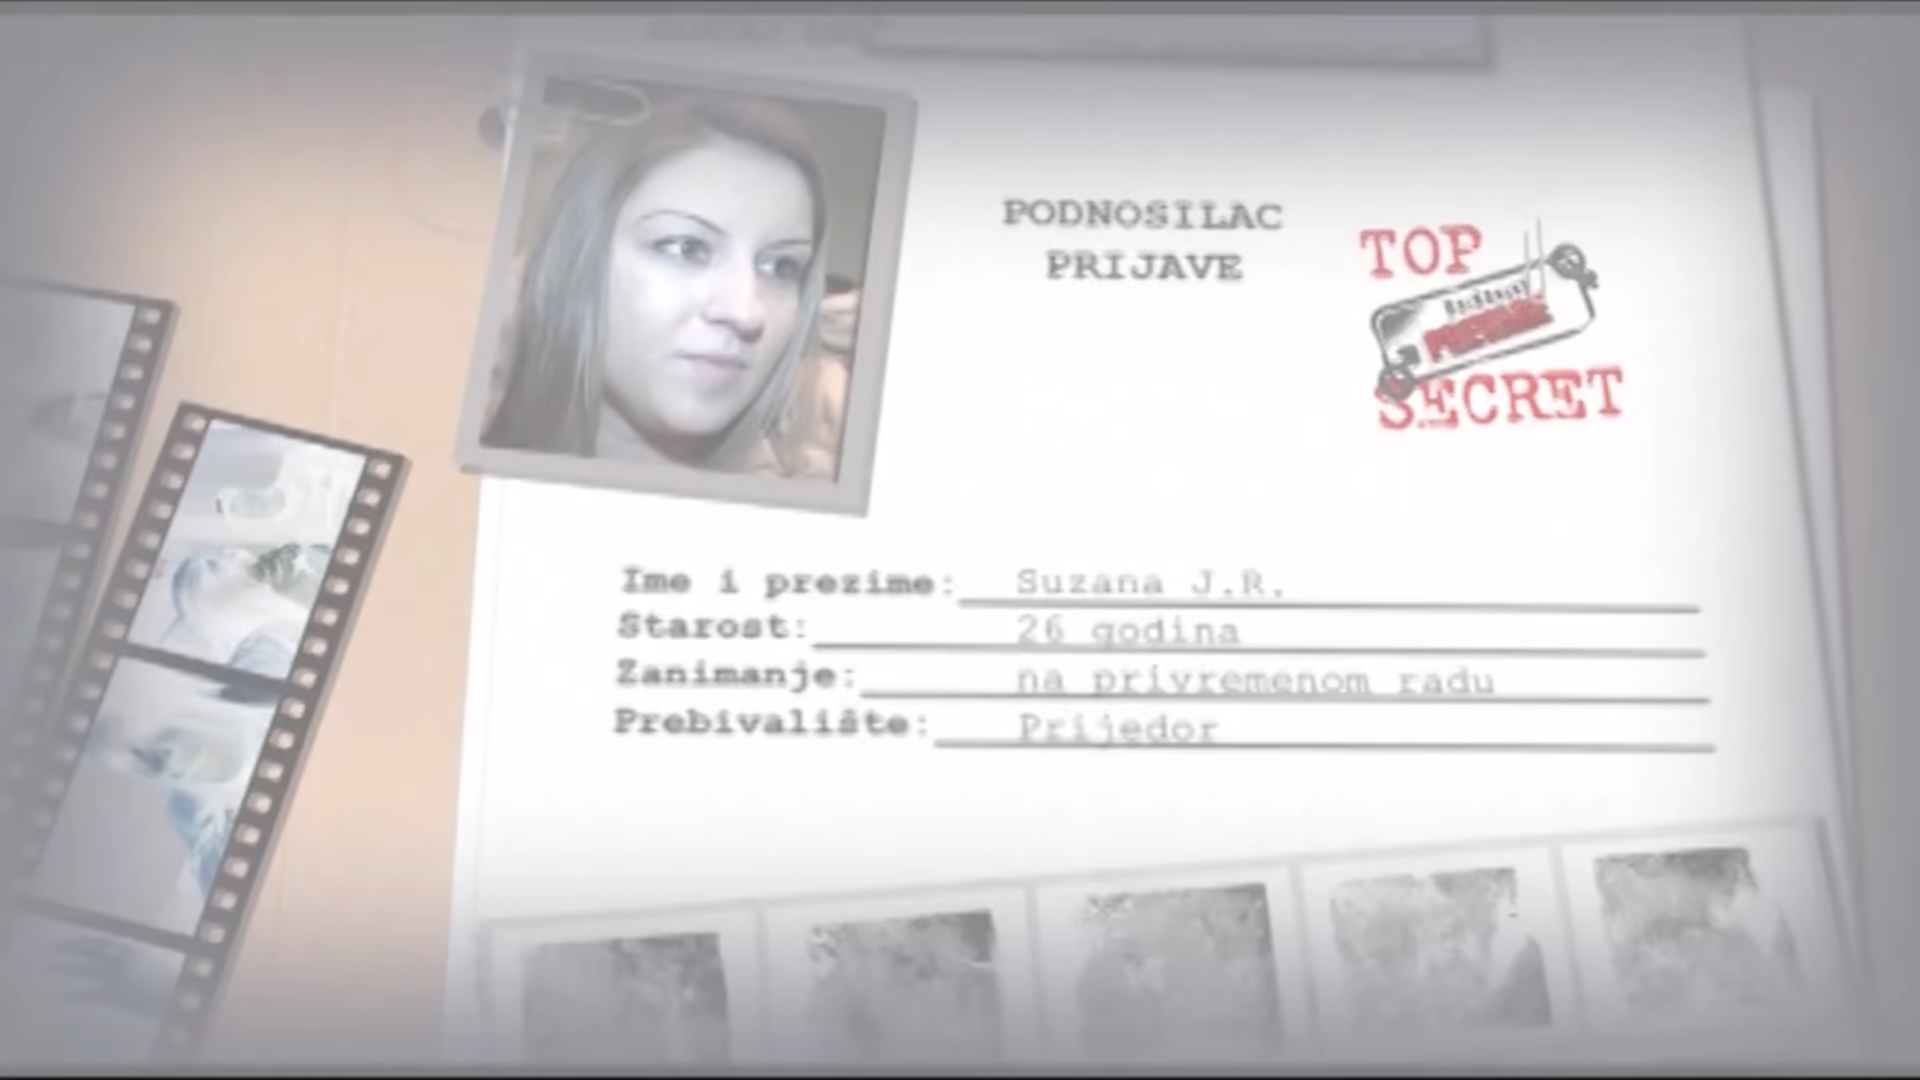 PODNOSILAC
PRIJAVE
TOP
SECRET
Ime i prezime: Suzana J.R.
Starost: 26 godina
Zanimanje: na privremenom radu
Prebivalište: Prijedor